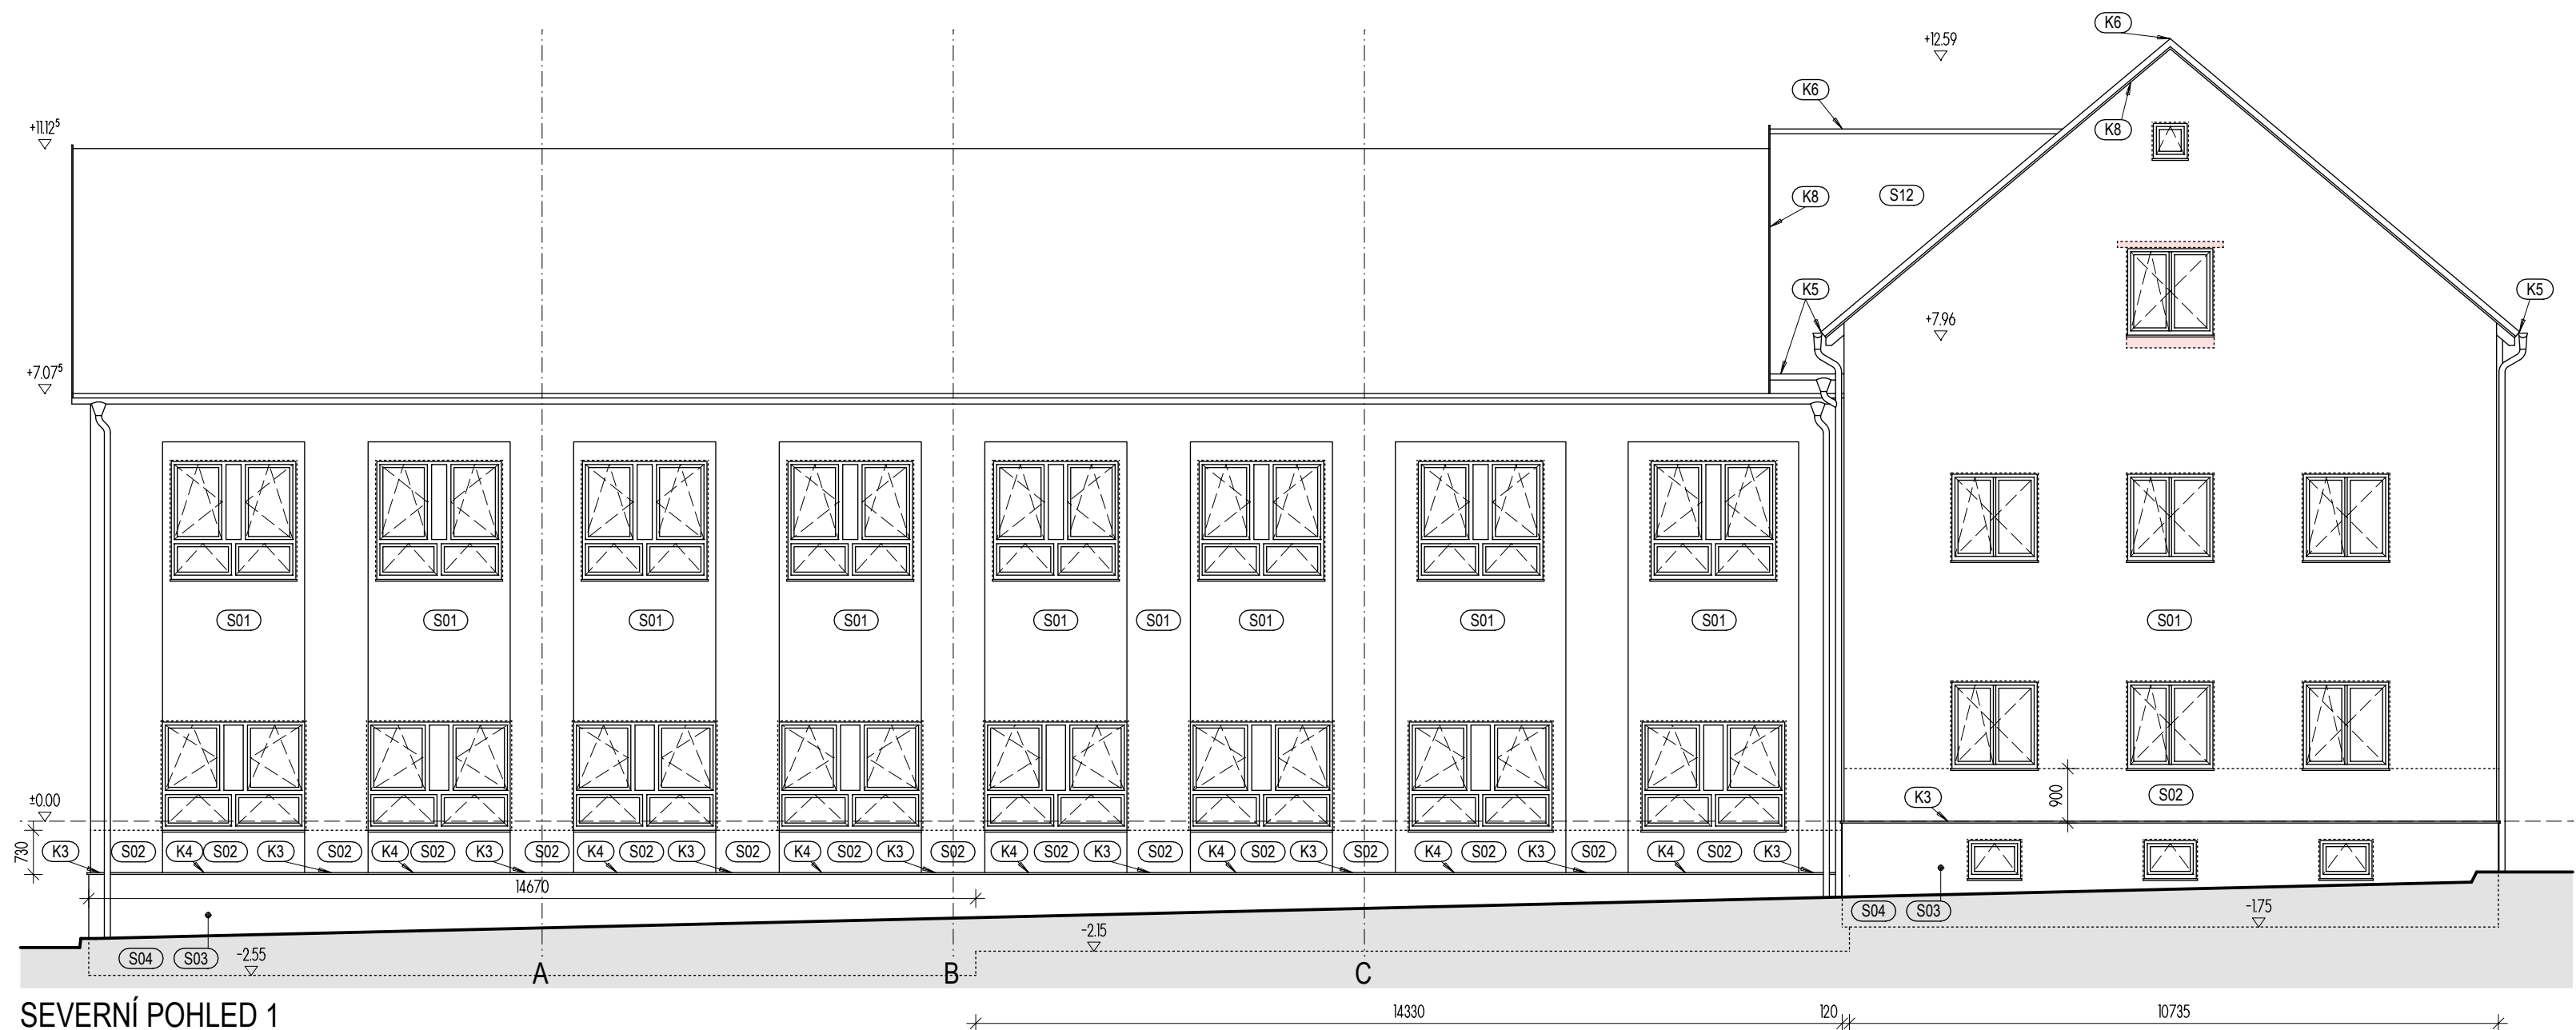 K6
+12.59
K6
+11.12⁵
K8
K8
S12
K5
K5
+7.96
+7.07⁵
S01
S01
S01
S01
S01
S01
S01
S01
S01
S01
±0.00
730
K3
S02
K4
S02
K3
S02
K4
S02
K3
S02
K4
S02
K3
S02
K4
S02
K3
S02
K4
S02
K3
S02
K4
S02
K3
S02
K4
S02
K3
S02
K4
S02
K3
K3
900
S02
14670
S04
S03
-1.75
-2.15
S04
S03
-2.55
A
B
C
SEVERNÍ POHLED 1
14330
120
10735